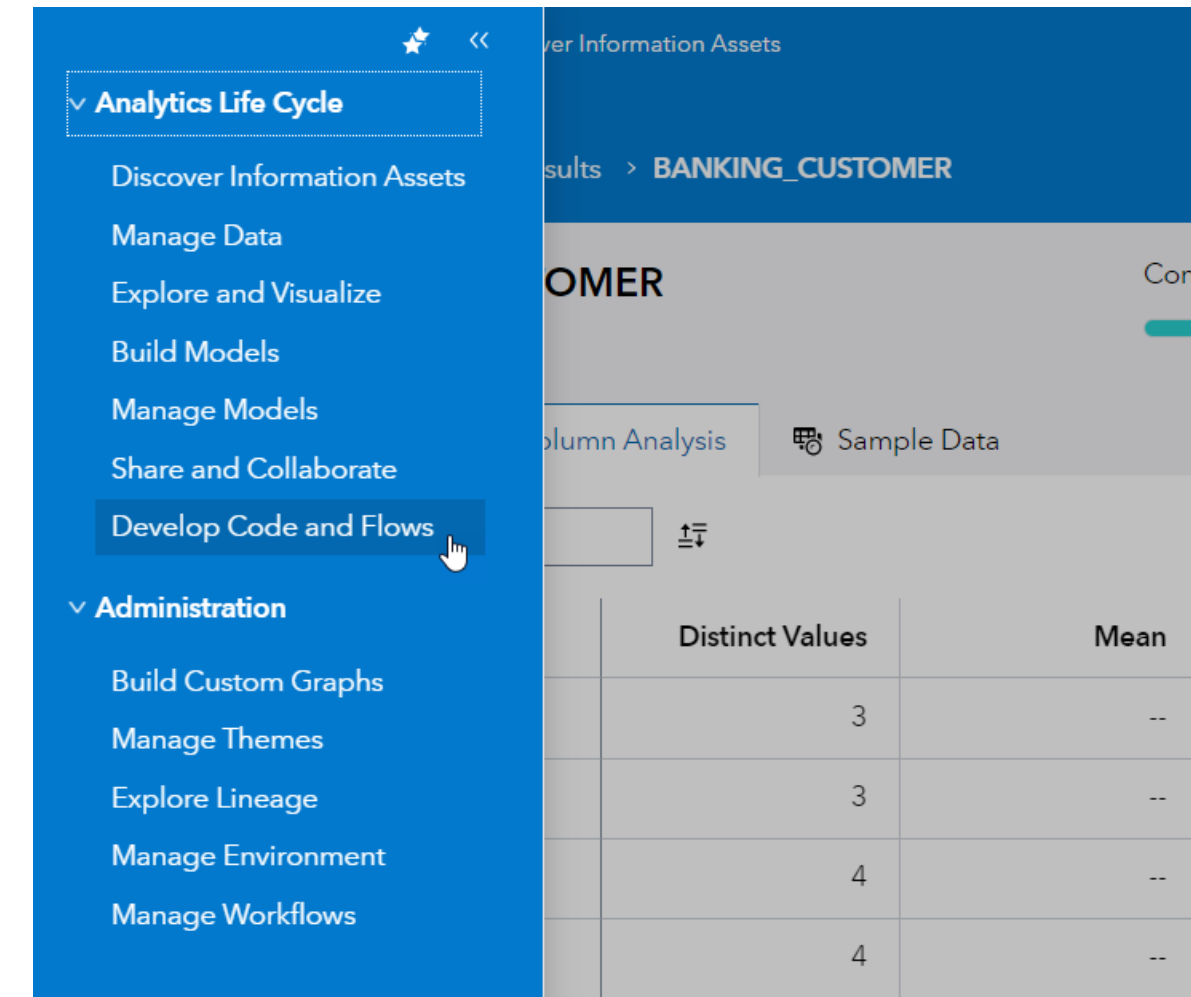 Analytics Life Cycle
Discover Information Assets
Manage Data
Explore and Visualize
Build Models
Manage Models
Share and Collaborate
Develop Code and Flows
Administration
Build Custom Graphs
Manage Themes
Explore Lineage
Manage Environment
Manage Workflows
ver Information Assets
sults > BANKING_CUSTOMER
OMER
Con
olumn Analysis
Sample Data
Distinct Values Mean
3 --
3 --
4 --
4 --